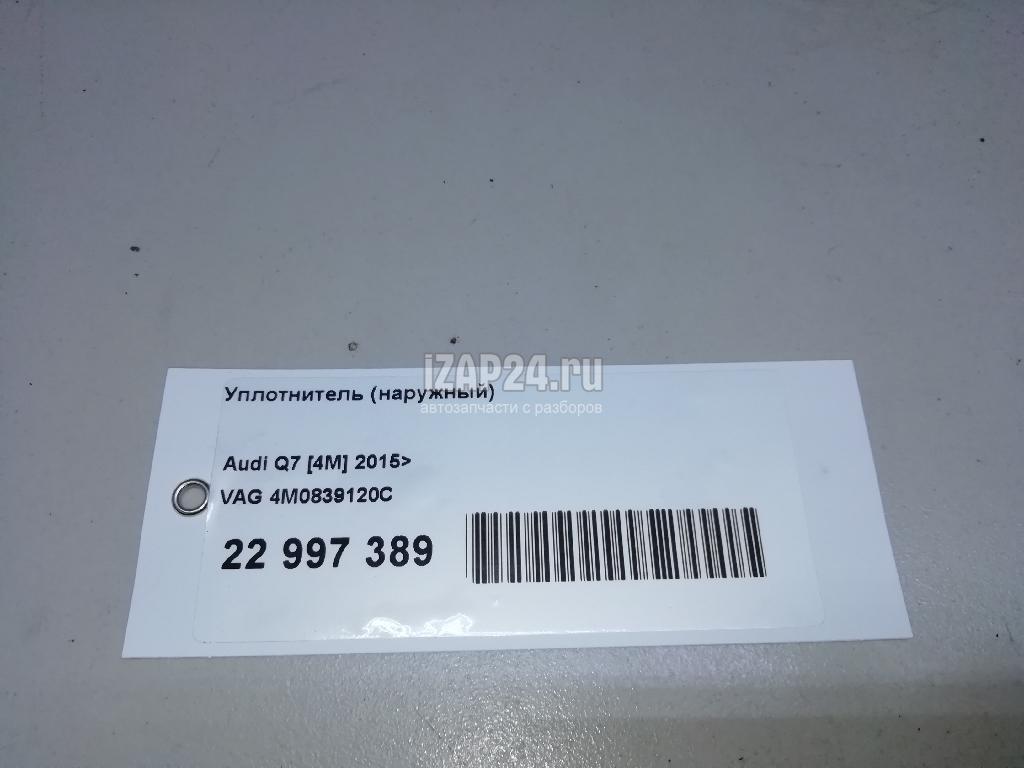 iZAP24.ru
Уплотнитель (наружный)
автозапчасти с разборов
Audi Q7 [4M] 2015>
VAG 4M0839120C
22 997 389